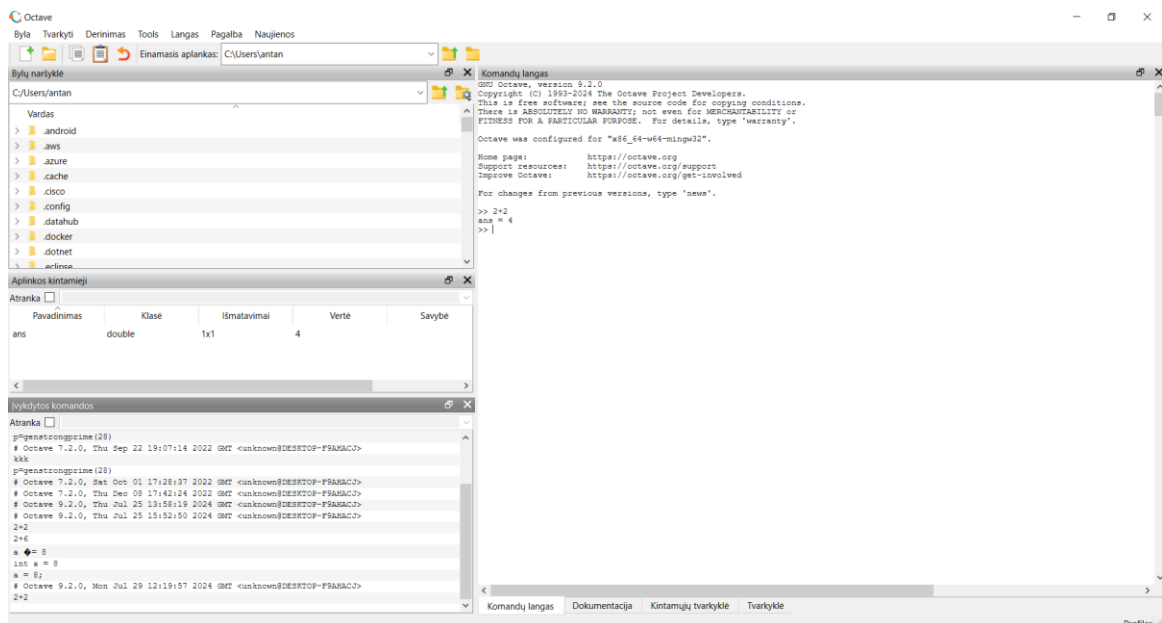 Octave
Byla Tvarkyti Derinimas Tools Langas Pagalba Naujienos
Einamasis aplankas: C:\Users\antan
Bylų naršyklė
C:/Users/antan
Vardas
.android
.aws
.azure
.cache
.cisco
.config
.datahub
.docker
.dotnet
.eclipse
Aplinkos kintamieji
Atranka
Pavadinimas Klasė Išmatavimai Vertė Savybė
ans double 1x1 4
Įvykdytos komandos
Atranka
p=genstrongprime(28)
# Octave 7.2.0, Thu Sep 22 19:07:14 2022 GMT <unknown@DESKTOP-F9AHACJ>
kkk
p=genstrongprime(28)
# Octave 7.2.0, Sat Oct 01 17:28:37 2022 GMT <unknown@DESKTOP-F9AHACJ>
# Octave 7.2.0, Thu Dec 08 17:42:24 2022 GMT <unknown@DESKTOP-F9AHACJ>
# Octave 9.2.0, Thu Jul 25 13:58:19 2024 GMT <unknown@DESKTOP-F9AHACJ>
# Octave 9.2.0, Thu Jul 25 15:52:50 2024 GMT <unknown@DESKTOP-F9AHACJ>
2+2
2+6
a �= 8
int a = 8
a = 8;
# Octave 9.2.0, Mon Jul 29 12:19:57 2024 GMT <unknown@DESKTOP-F9AHACJ>
2+2
Komandų langas
GNU Octave, version 9.2.0
Copyright (C) 1993-2024 The Octave Project Developers.
This is free software; see the source code for copying conditions.
There is ABSOLUTELY NO WARRANTY; not even for MERCHANTABILITY or
FITNESS FOR A PARTICULAR PURPOSE. For details, type 'warranty'.
Octave was configured for "x86_64-w64-mingw32".
Home page: https://octave.org
Support resources: https://octave.org/support
Improve Octave: https://octave.org/get-involved
For changes from previous versions, type 'news'.
>> 2+2
ans = 4
>>
Komandų langas Dokumentacija Kintamųjų tvarkyklė Tvarkyklė